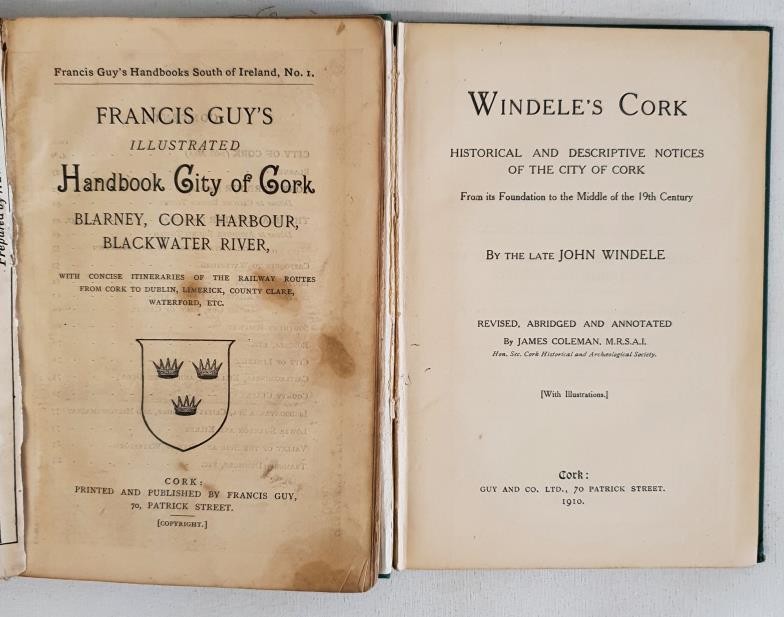 Francis Guy's Handbooks South of Ireland, No. 1.
FRANCIS GUY'S
ILLUSTRATED
Handbook City of Cork
BLARNEY, CORK HARBOUR,
BLACKWATER RIVER,
WITH CONCISE ITINERARIES OF THE RAILWAY ROUTES
FROM CORK TO DUBLIN, LIMERICK, COUNTY CLARE,
WATERFORD, ETC.
CORK:
PRINTED AND PUBLISHED BY FRANCIS GUY,
70, PATRICK STREET.
[COPYRIGHT.]
WINDELE'S CORK
HISTORICAL AND DESCRIPTIVE NOTICES
OF THE CITY OF CORK
From its Foundation to the Middle of the 19th Century
BY THE LATE JOHN WINDELE
REVISED, ABRIDGED AND ANNOTATED
By JAMES COLEMAN, M.R.S.A.I.
Hon. Sec. Cork Historical and Archæological Society.
[With Illustrations.]
Cork:
GUY AND CO. LTD., 70 PATRICK STREET.
1910.
Prepared by